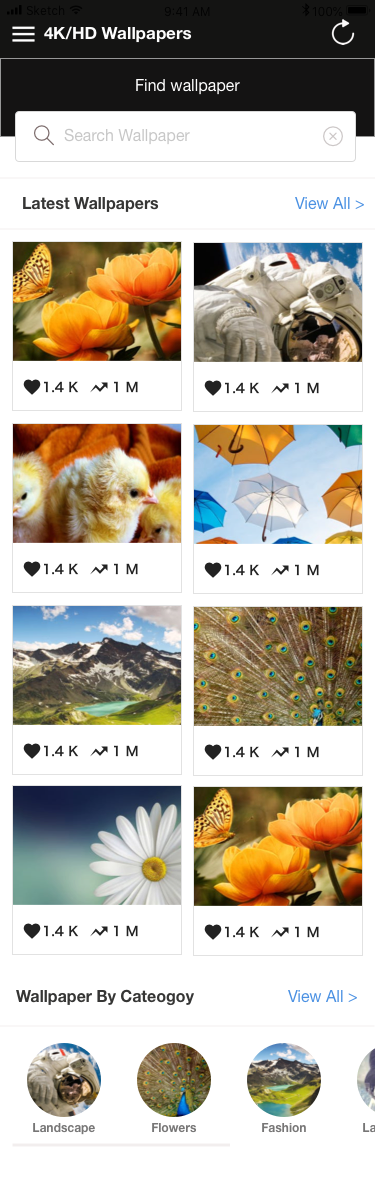 Sketch 9:41 AM 100%
4K/HD Wallpapers
Find wallpaper
Search Wallpaper
Latest Wallpapers View All >
1.4 K 1 M 1.4 K 1 M
1.4 K 1 M 1.4 K 1 M
1.4 K 1 M 1.4 K 1 M
1.4 K 1 M 1.4 K 1 M
Wallpaper By Cateogoy View All >
Landscape Flowers Fashion La